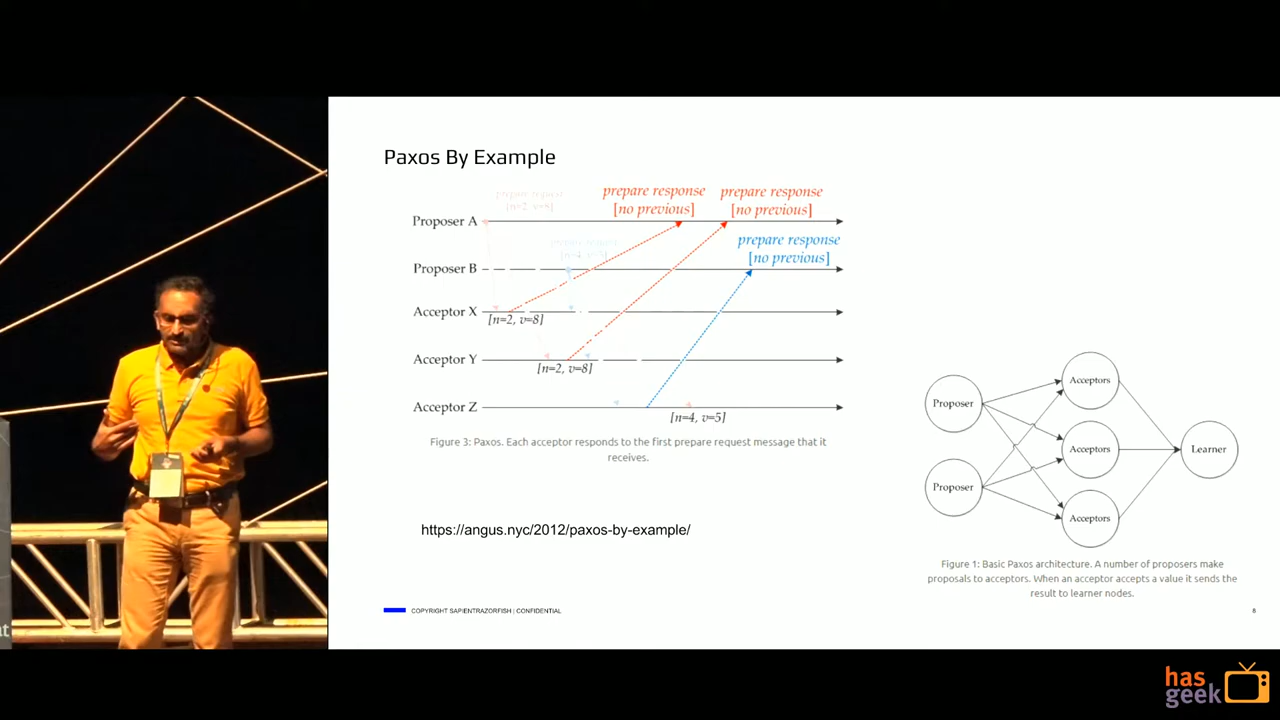 Paxos By Example
prepare request
[n=2, v=8]
prepare response
[no previous]
prepare response
[no previous]
Proposer A
prepare response
[no previous]
Proposer B
Acceptor X
[n=2, v=8]
Acceptor Y
[n=2, v=8]
Acceptor Z
[n=4, v=5]
Figure 3: Paxos. Each acceptor responds to the first prepare request message that it
receives.
https://angus.nyc/2012/paxos-by-example/
Proposer
Proposer
Acceptors
Acceptors
Acceptors
Learner
Figure 1: Basic Paxos architecture. A number of proposers make
proposals to acceptors. When an acceptor accepts a value it sends the
result to learner nodes.
COPYRIGHT SAPIENTRAZORFISH | CONFIDENTIAL
8
has
geek